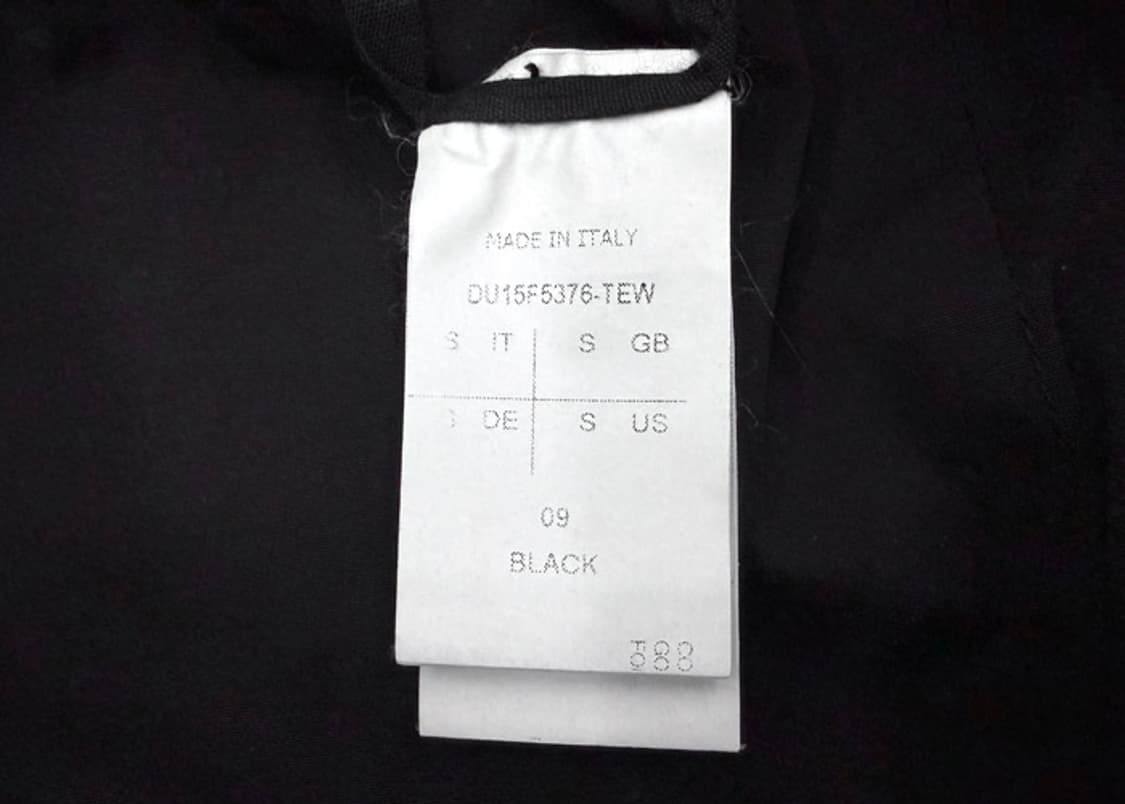 MADE IN ITALY
DU15F5376-TEW
S IT S GB
S DE S US
09
BLACK